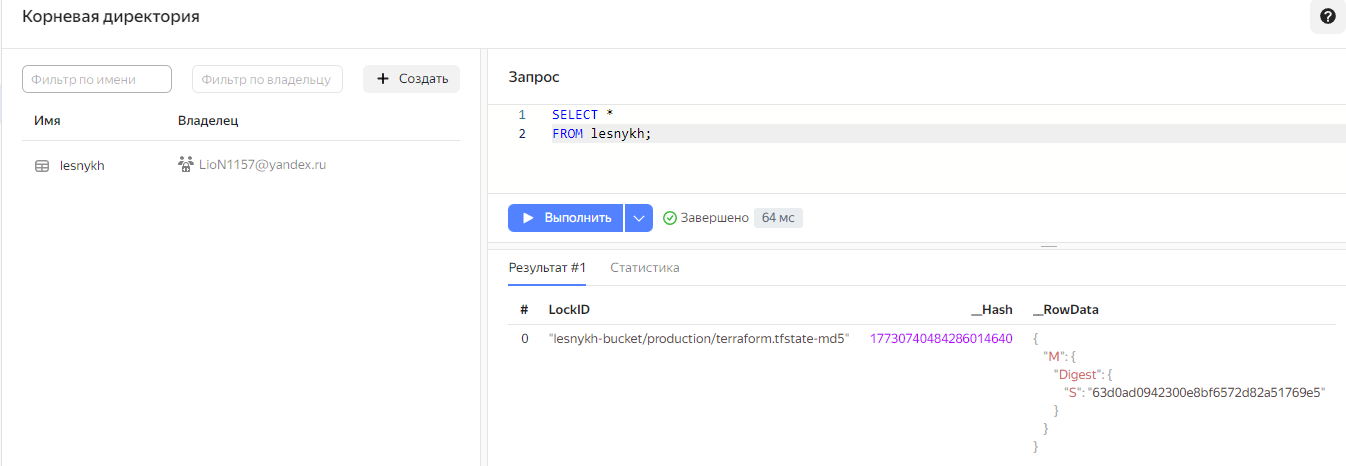 Корневая директория
Фильтр по имени
Фильтр по владельцу
Создать
Имя
Владелец
lesnykh
LioN1157@yandex.ru
Запрос
1 SELECT *
2 FROM lesnykh;
Выполнить
Завершено
64 мс
Результат #1
Статистика
# LockID __Hash __RowData
0 "lesnykh-bucket/production/terraform.tfstate-md5" 17730740484286014640 {
"M": {
"Digest": {
"S": "63d0ad0942300e8bf6572d82a51769e5"
}
}
}